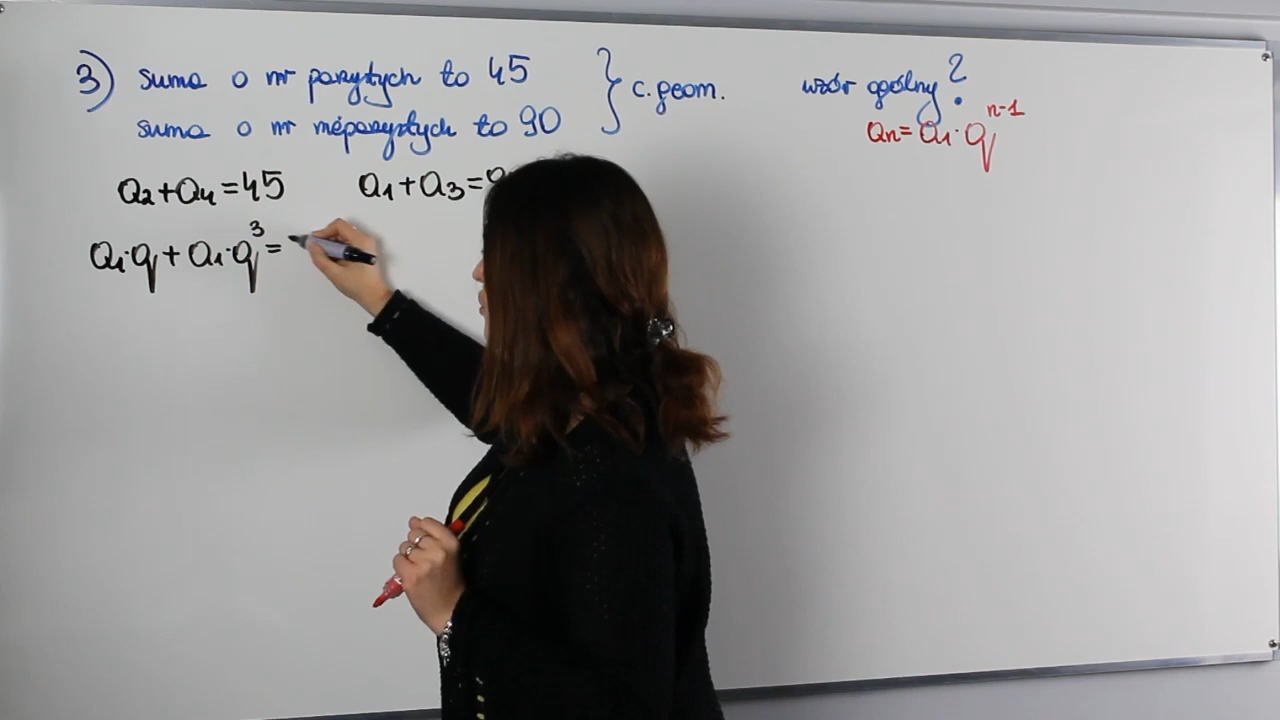 3) suma o nr parzystych to 45 } c. geom. wzór ogólny?
suma o nr nieparzystych to 90
an = a1 · q^n-1
a2 + a4 = 45 a1 + a3 = 9
a1 · q + a1 · q^3 =